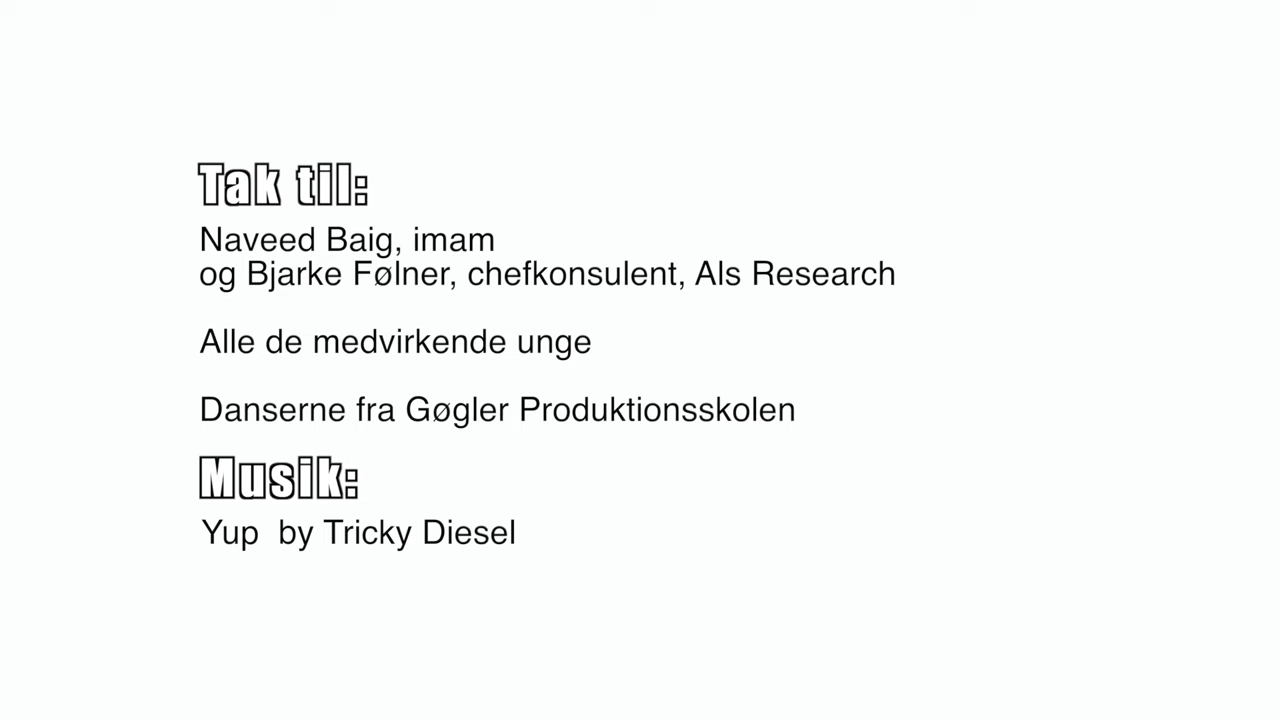 Tak til:
Naveed Baig, imam
og Bjarke Følner, chefkonsulent, Als Research
Alle de medvirkende unge
Danserne fra Gøgler Produktionsskolen
Musik:
Yup by Tricky Diesel